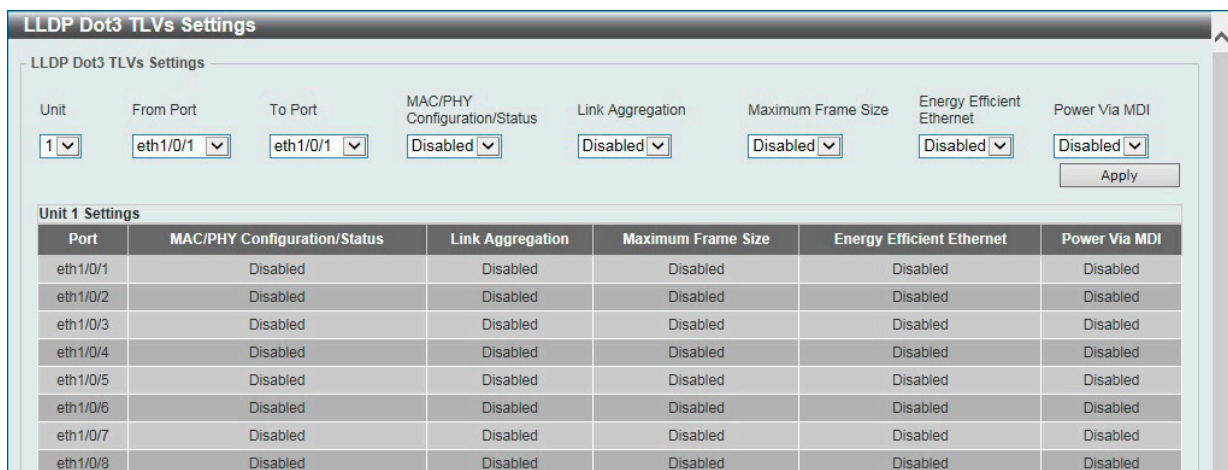 LLDP Dot3 TLVs Settings
LLDP Dot3 TLVs Settings
Unit From Port To Port MAC/PHY Configuration/Status Link Aggregation Maximum Frame Size Energy Efficient Ethernet Power Via MDI
1 eth1/0/1 eth1/0/1 Disabled Disabled Disabled Disabled Disabled
Apply
Unit 1 Settings
Port MAC/PHY Configuration/Status Link Aggregation Maximum Frame Size Energy Efficient Ethernet Power Via MDI
eth1/0/1 Disabled Disabled Disabled Disabled Disabled
eth1/0/2 Disabled Disabled Disabled Disabled Disabled
eth1/0/3 Disabled Disabled Disabled Disabled Disabled
eth1/0/4 Disabled Disabled Disabled Disabled Disabled
eth1/0/5 Disabled Disabled Disabled Disabled Disabled
eth1/0/6 Disabled Disabled Disabled Disabled Disabled
eth1/0/7 Disabled Disabled Disabled Disabled Disabled
eth1/0/8 Disabled Disabled Disabled Disabled Disabled